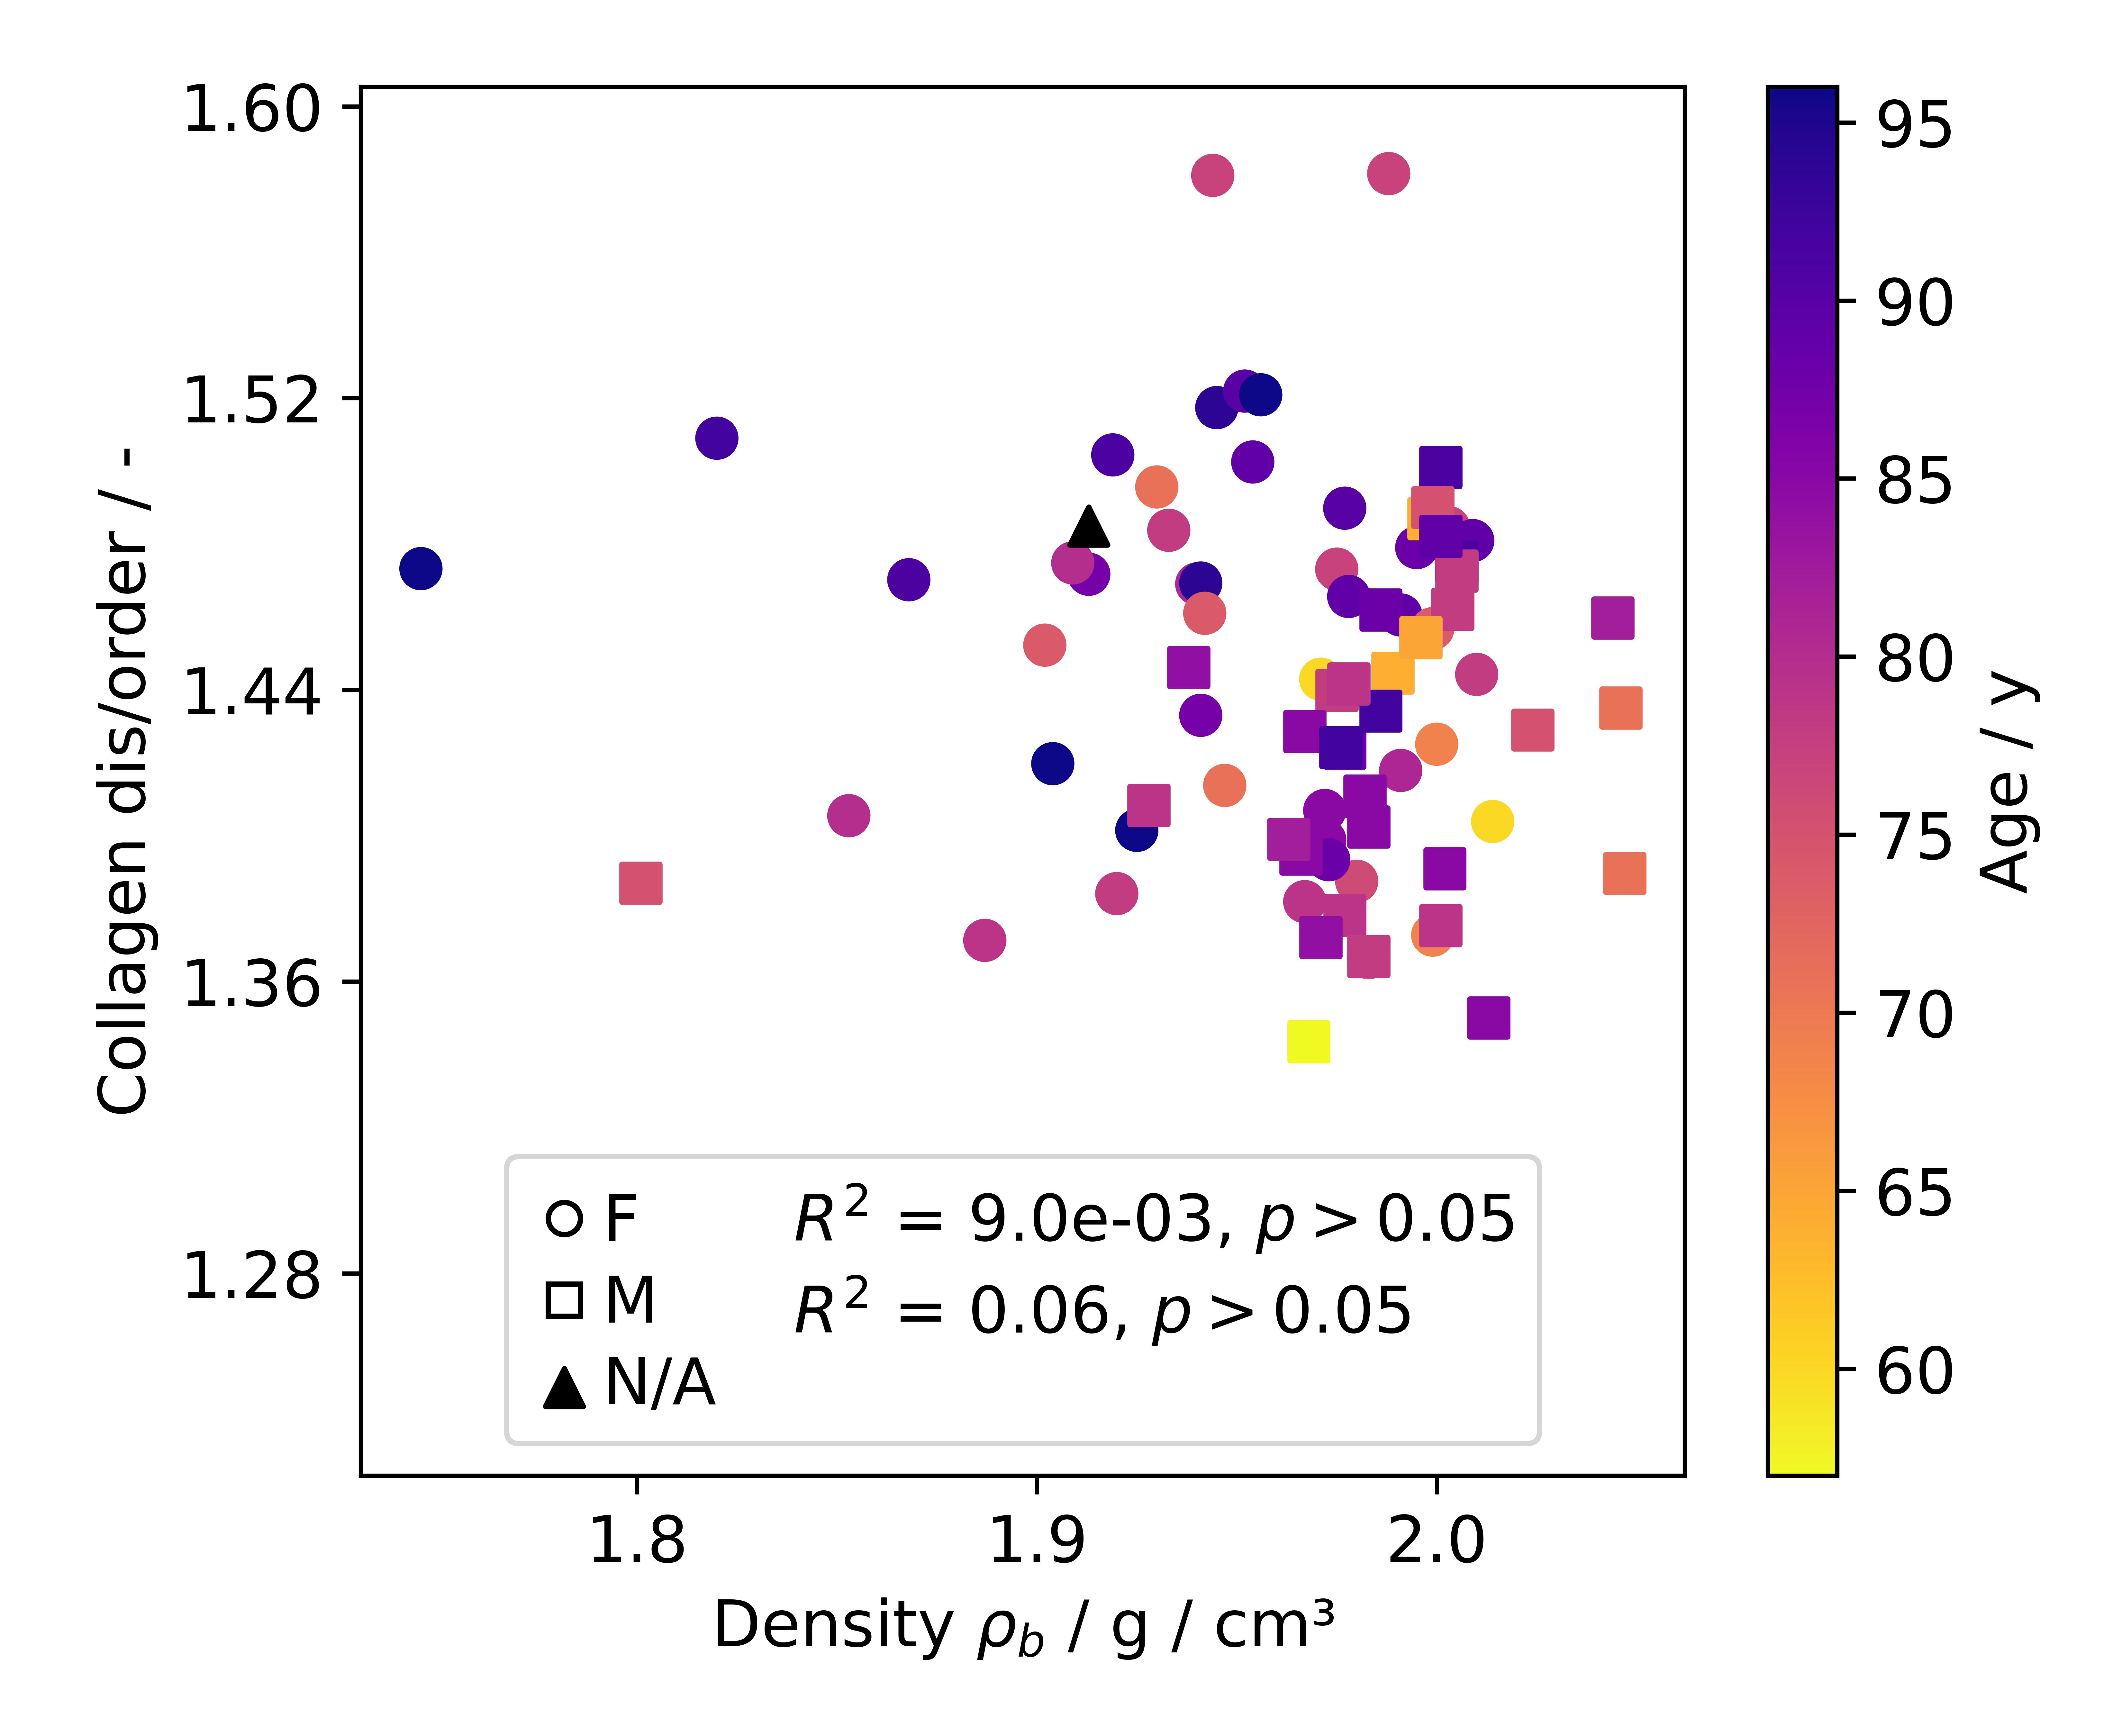 1.60
1.52
1.44
1.36
1.28
Collagen dis/order / -
F R² = 9.0e-03, p > 0.05
M R² = 0.06, p > 0.05
N/A
1.8 1.9 2.0
Density ρ_b / g / cm³
95
90
85
80
75
70
65
60
Age / y